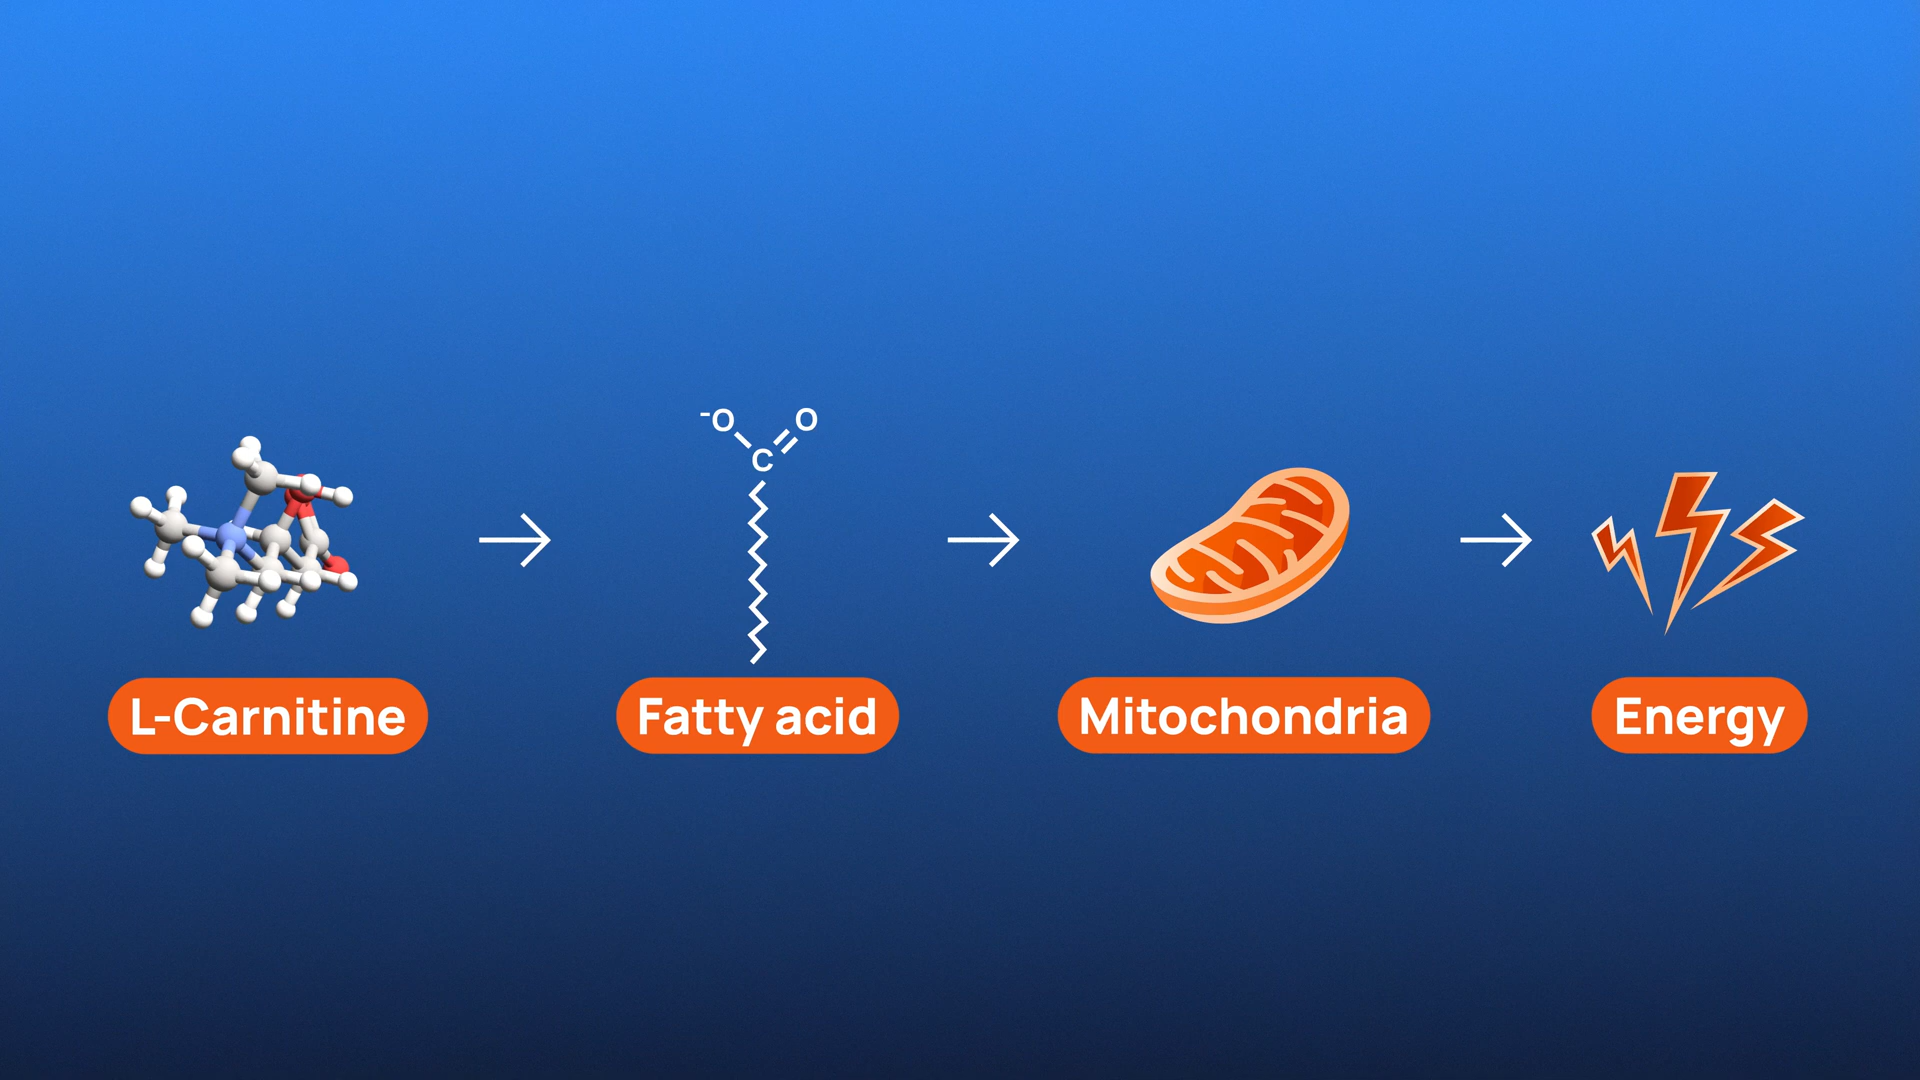 -O O
C
L-Carnitine
Fatty acid
Mitochondria
Energy